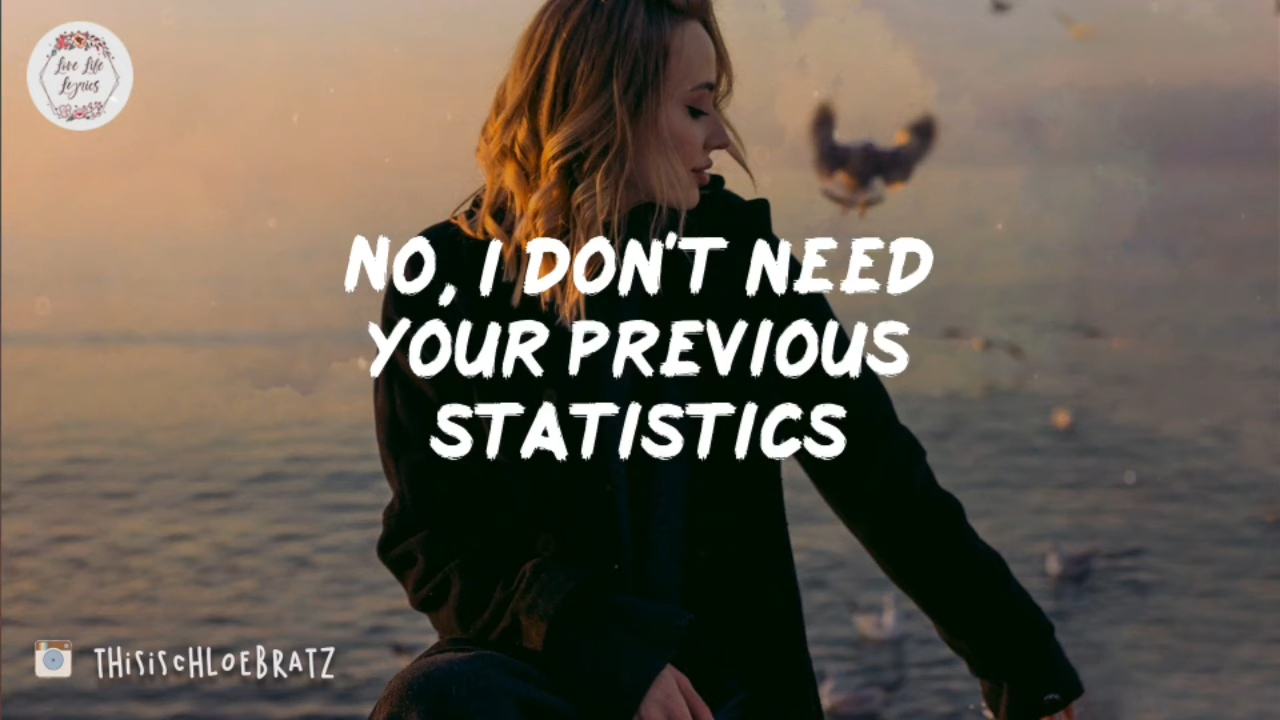 Live Life
Lyrics
NO, I DON'T NEED
YOUR PREVIOUS
STATISTICS
THiSiSCHLOEBRATZ